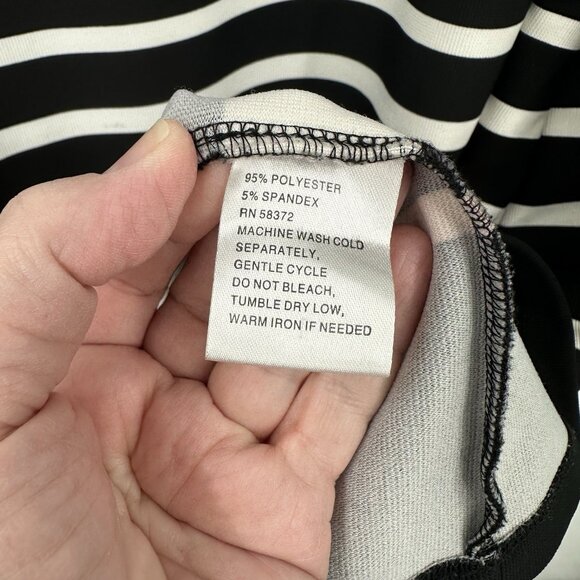 95% POLYESTER
5% SPANDEX
RN 58372
MACHINE WASH COLD
SEPARATELY,
GENTLE CYCLE
DO NOT BLEACH,
TUMBLE DRY LOW,
WARM IRON IF NEEDED